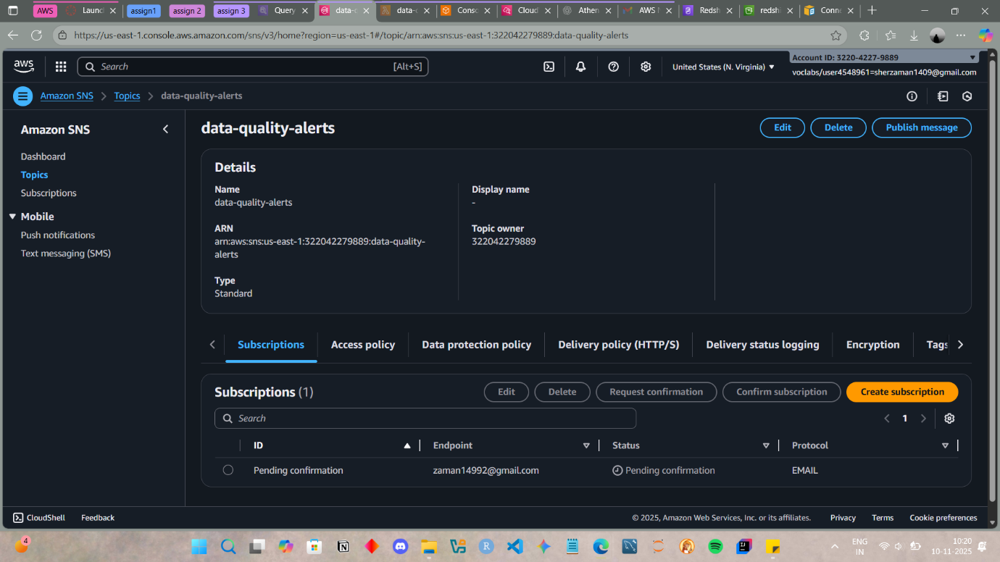 AWS
Launc
assign1
assign 2
assign 3
Query
data-c
data-c
Conso
Cloud
Athen
AWS N
Redsh
redshi
Conne
https://us-east-1.console.aws.amazon.com/sns/v3/home?region=us-east-1#/topic/arn:aws:sns:us-east-1:322042279889:data-quality-alerts
aws
Search
[Alt+S]
United States (N. Virginia)
Account ID: 3220-4227-9889
voclabs/user4548961=sherzaman1409@gmail.com
Amazon SNS
Topics
data-quality-alerts
Amazon SNS
Dashboard
Topics
Subscriptions
Mobile
Push notifications
Text messaging (SMS)
data-quality-alerts
Edit
Delete
Publish message
Details
Name
data-quality-alerts
Display name
-
ARN
arn:aws:sns:us-east-1:322042279889:data-quality-
alerts
Topic owner
322042279889
Type
Standard
Subscriptions
Access policy
Data protection policy
Delivery policy (HTTP/S)
Delivery status logging
Encryption
Tags
Subscriptions (1)
Edit
Delete
Request confirmation
Confirm subscription
Create subscription
Search
1
ID
Endpoint
Status
Protocol
Pending confirmation
zaman14992@gmail.com
Pending confirmation
EMAIL
CloudShell
Feedback
© 2025, Amazon Web Services, Inc. or its affiliates.
Privacy
Terms
Cookie preferences
4
ENG
IN
10:20
10-11-2025